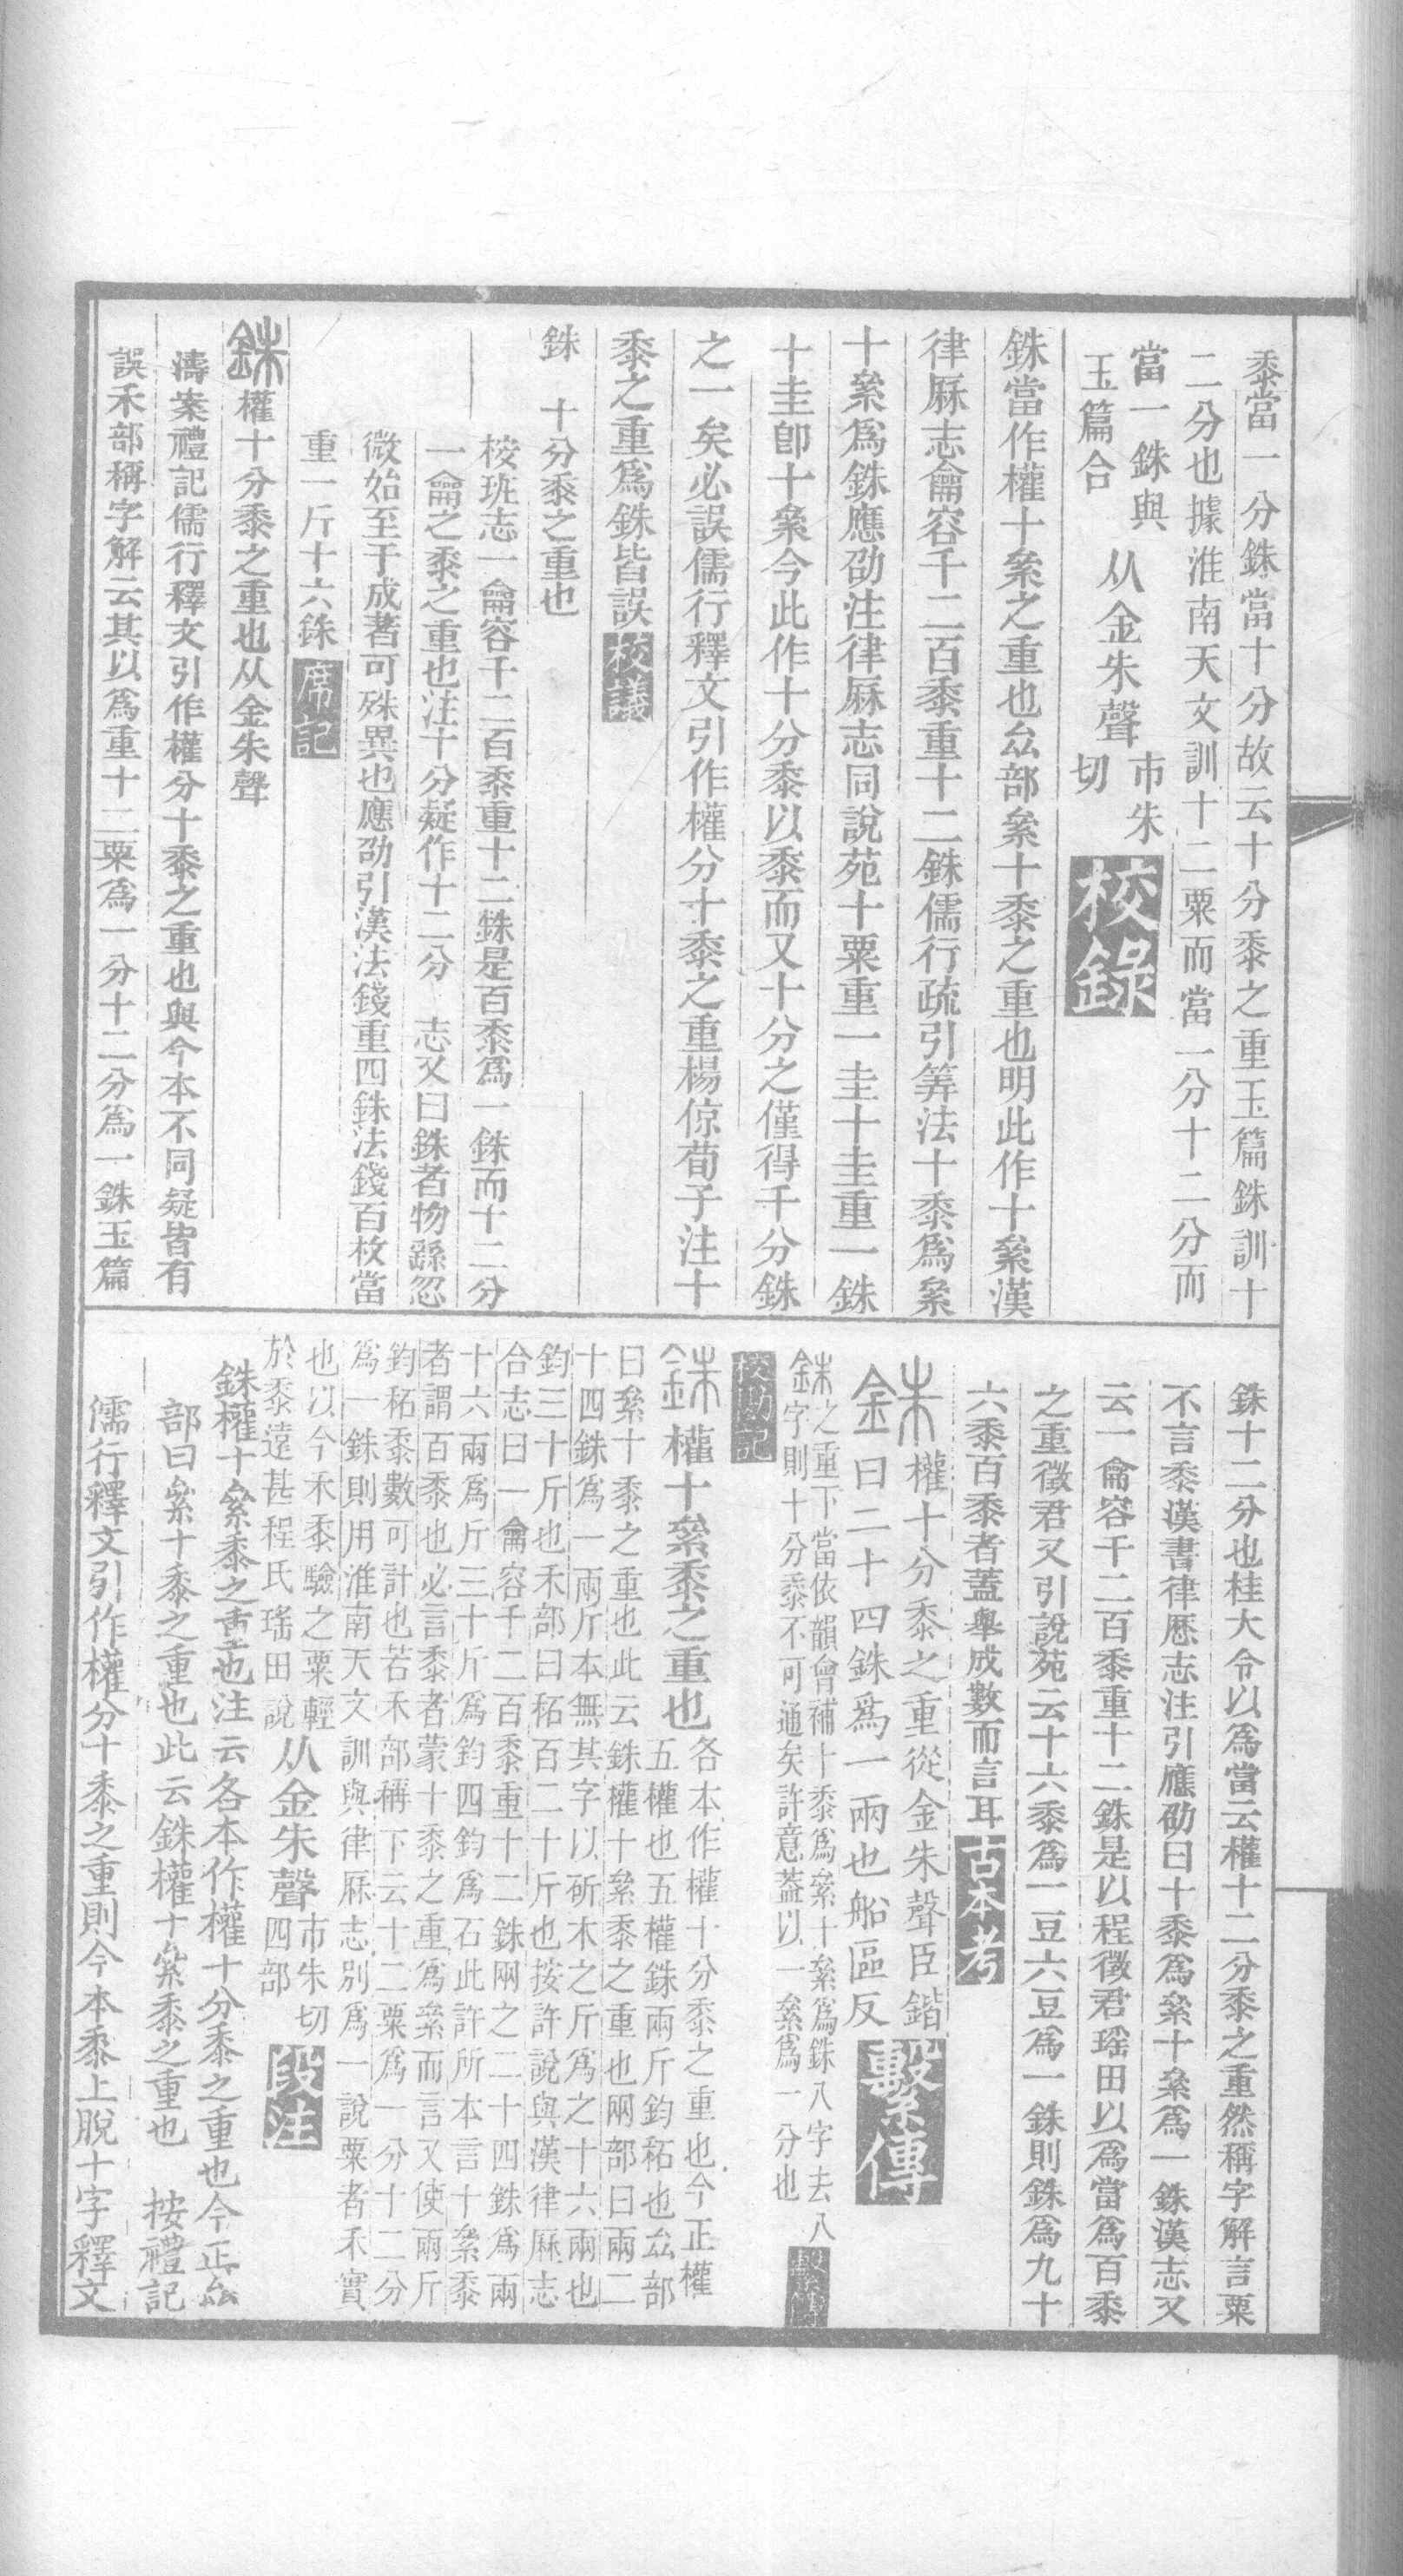 黍當一分銖當十分故云十分黍之重玉篇銖訓十
二分也據淮南天文訓十二粟而當一分十二分而
當一銖與
玉篇合
从金朱聲
市朱
切
校錄
銖當作權十絫之重也厽部絫十黍之重也明此作十絫漢
律厤志龠容千二百黍重十二銖儒行疏引筭法十黍爲絫
十絫爲銖應劭注律厤志同說苑十粟重一圭十圭重一銖
十圭卽十絫今此作十分黍以黍而又十分之僅得千分銖
之一矣必誤儒行釋文引作權分十黍之重楊倞荀子注十
黍之重爲銖皆誤校議
銖　十分黍之重也
桉班志一龠容千二百黍重十二銖是百黍爲一銖而十二分
一龠之黍之重也注十分疑作十二分　志又曰銖者物繇忽
微始至于成著可殊異也應劭引漢法錢重四銖法錢百枚當
重一斤十六銖席記
銖權十分黍之重也从金朱聲
濤案禮記儒行釋文引作權分十黍之重也與今本不同疑皆有
誤禾部稱字解云其以爲重十二粟爲一分十二分爲一銖玉篇
銖十二分也桂大令以爲當云權十二分黍之重然稱字解言粟
不言黍漢書律厯志注引應劭曰十黍爲絫十絫爲一銖漢志又
云一龠容千二百黍重十二銖是以程徵君瑶田以爲當爲百黍
之重徵君又引說苑云十六黍爲一豆六豆爲一銖則銖爲九十
六黍百黍者蓋舉成數而言耳古本考
銖權十分黍之重從金朱聲臣鍇
曰二十四銖爲一兩也船區反繫傳
銖之重下當依韻會補十黍爲絫十絫爲銖八字去八
銖字則十分黍不可通矣許意蓋以一絫爲一分也
繫傳
校勘記
銖權十絫黍之重也
各本作權十分黍之重也今正權
五權也五權銖兩斤鈞䄷也厽部
曰絫十黍之重也此云銖權十絫黍之重也兩部曰兩二
十四銖爲一兩斤本無其字以斫木之斤爲之十六兩也
鈞三十斤也禾部曰䄷百二十斤也按許說與漢律厤志
合志曰一龠容千二百黍重十二銖兩之二十四銖爲兩
十六兩爲斤三十斤爲鈞四鈞爲石此許所本言十絫黍
者謂百黍也必言黍者蒙十黍之重爲絫而言又使兩斤
鈞䄷黍數可計也若禾部稱下云十二粟爲一分十二分
爲一銖則用淮南天文訓與律厤志別爲一說粟者禾實
也以今禾黍驗之粟輕
於黍遠甚程氏瑤田說
从金朱聲
市朱切
四部
段注
銖權十絫黍之重也注云各本作權十分黍之重也今正厽
部曰絫十黍之重也此云銖權十絫黍之重也　按禮記
儒行釋文引作權分十黍之重則今本黍上脫十字釋文